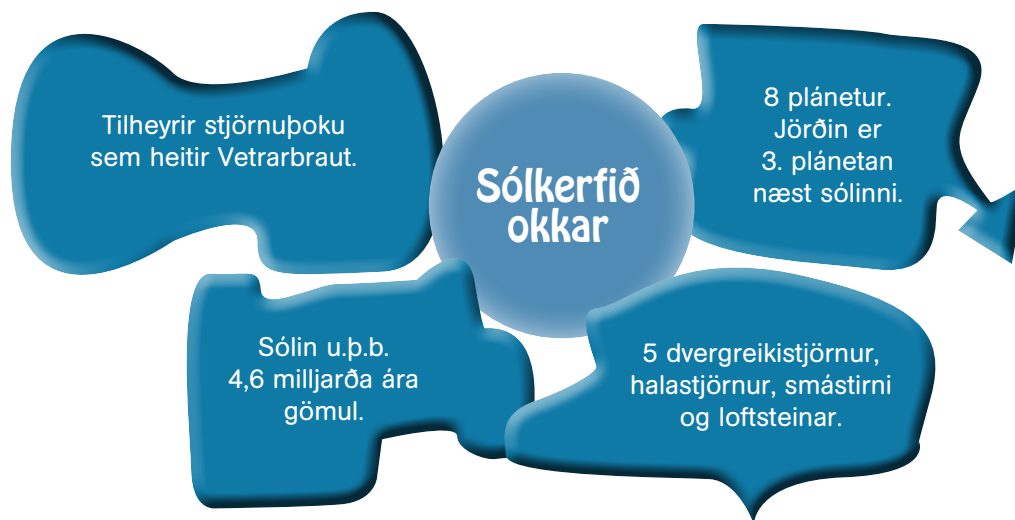 Tilheyrir stjörnuþoku
sem heitir Vetrarbraut.
Sólkerfið
okkar
8 plánetur.
Jörðin er
3. plánetan
næst sólinni.
Sólin u.þ.b.
4,6 milljarða ára
gömul.
5 dvergreikistjörnur,
halastjörnur, smástirni
og loftsteinar.